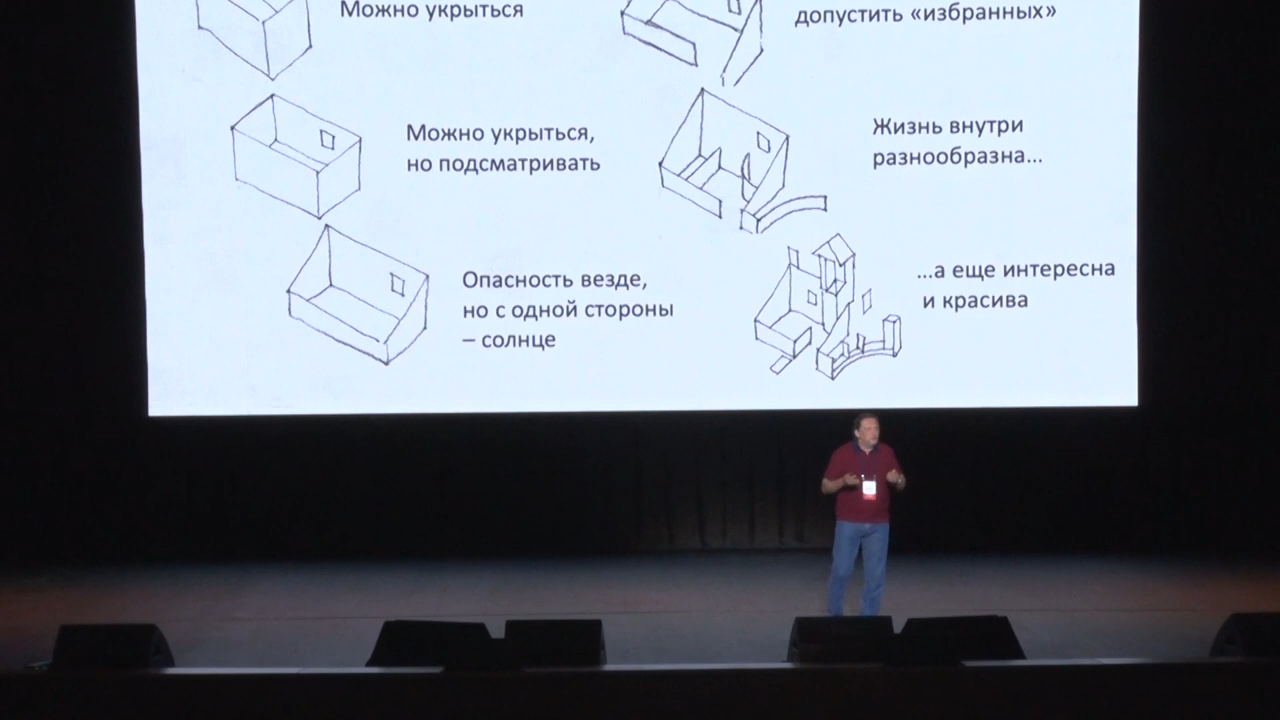 Можно укрыться
Можно укрыться,
но подсматривать
Опасность везде,
но с одной стороны
– солнце
допустить «избранных»
Жизнь внутри
разнообразна...
...а еще интересна
и красива